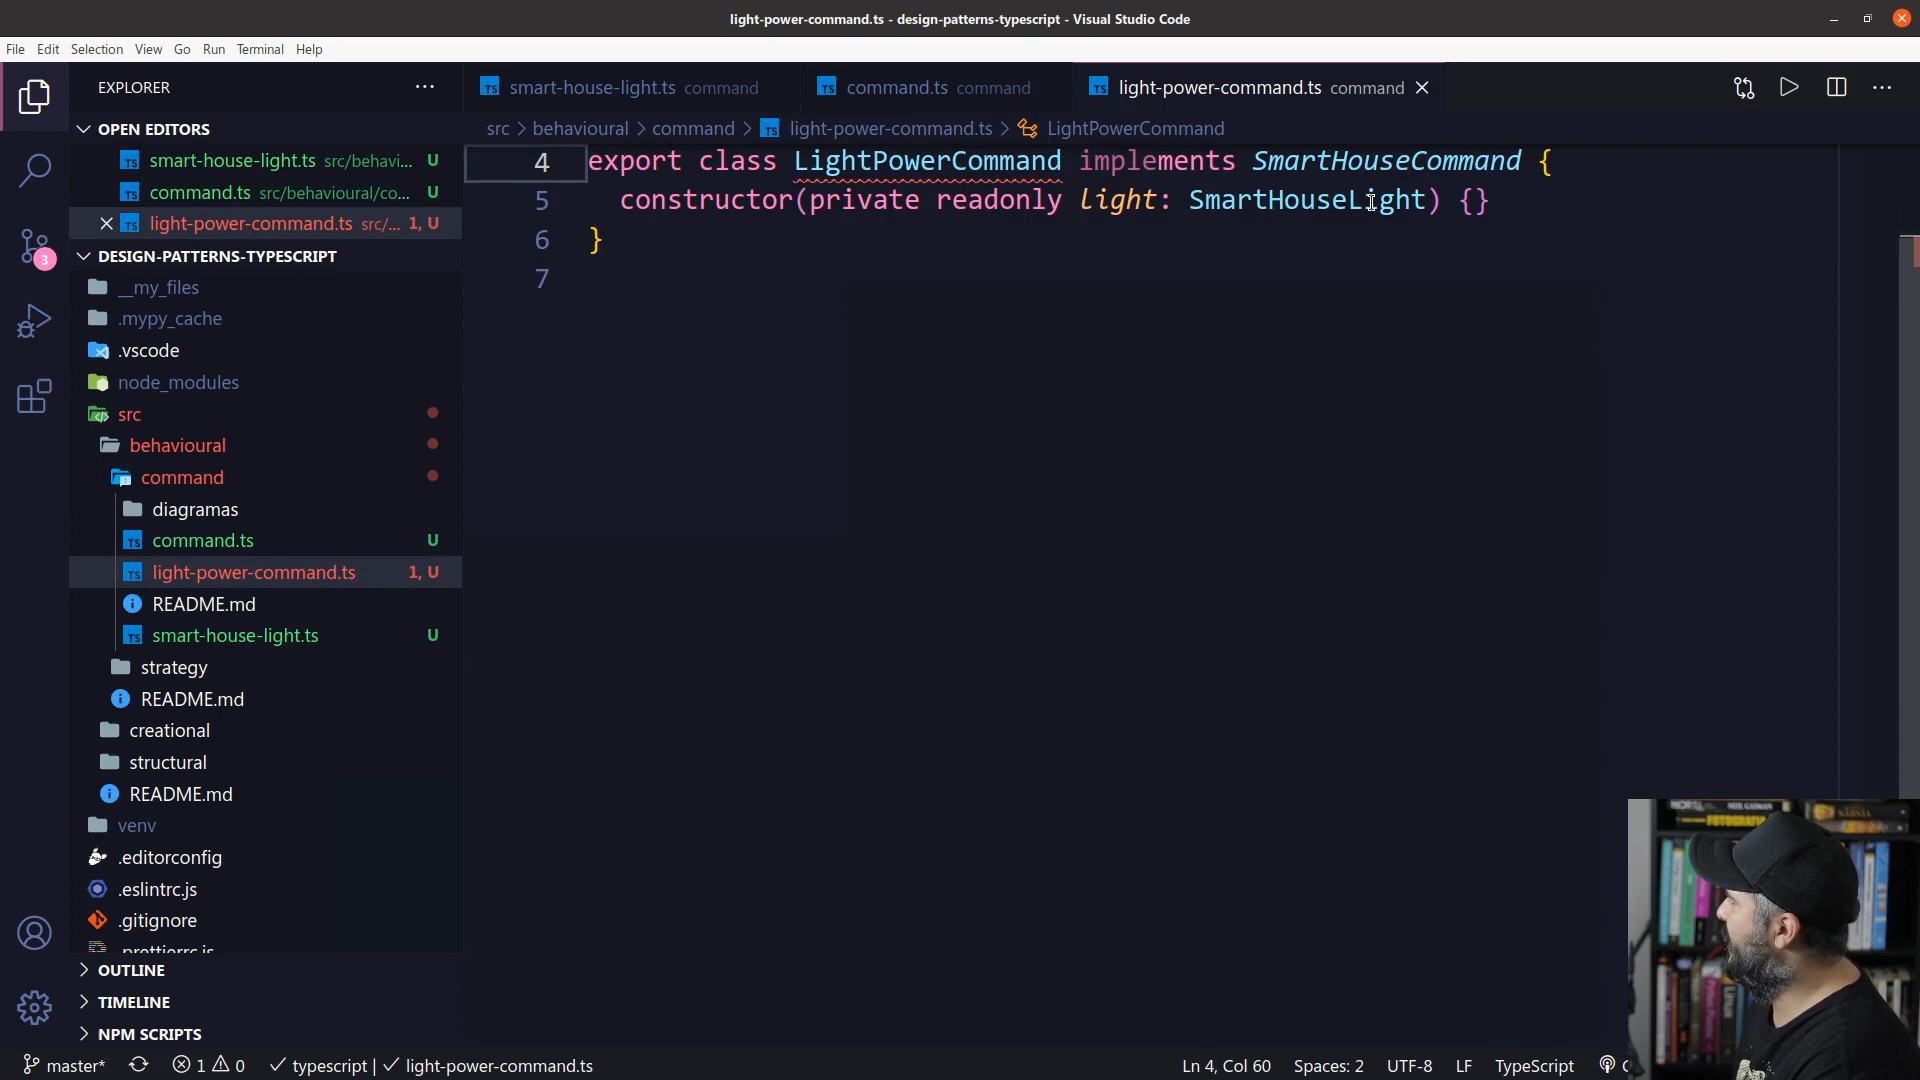 light-power-command.ts - design-patterns-typescript - Visual Studio Code
File Edit Selection View Go Run Terminal Help
EXPLORER
OPEN EDITORS
smart-house-light.ts src/behavi... U
command.ts src/behavioural/co... U
light-power-command.ts src/... 1, U
DESIGN-PATTERNS-TYPESCRIPT
__my_files
.mypy_cache
.vscode
node_modules
src
behavioural
command
diagramas
command.ts U
light-power-command.ts 1, U
README.md
smart-house-light.ts U
strategy
README.md
creational
structural
README.md
venv
.editorconfig
.eslintrc.js
.gitignore
.prettierrc.js
OUTLINE
TIMELINE
NPM SCRIPTS
3
smart-house-light.ts command
command.ts command
light-power-command.ts command
src > behavioural > command > light-power-command.ts > LightPowerCommand
4 export class LightPowerCommand implements SmartHouseCommand {
5 constructor(private readonly light: SmartHouseLight) {}
6 }
7
master* 1 0 typescript | light-power-command.ts
Ln 4, Col 60 Spaces: 2 UTF-8 LF TypeScript